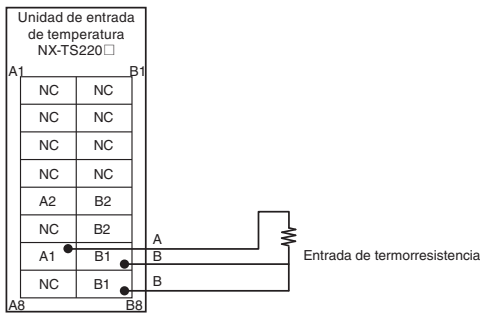 Unidad de entrada
de temperatura
NX-TS220□
A1 B1
NC NC
NC NC
NC NC
NC NC
A2 B2
NC B2
A
A1 B1 B
Entrada de termorresistencia
NC B1 B
A8 B8